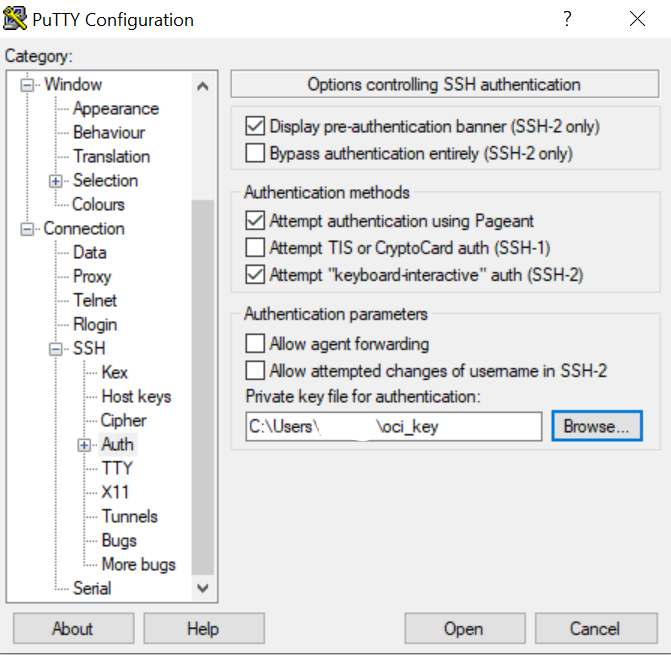 PuTTY Configuration
?
Category:
Window
Appearance
Behaviour
Translation
Selection
Colours
Connection
Data
Proxy
Telnet
Rlogin
SSH
Kex
Host keys
Cipher
Auth
TTY
X11
Tunnels
Bugs
More bugs
Serial
Options controlling SSH authentication
Display pre-authentication banner (SSH-2 only)
Bypass authentication entirely (SSH-2 only)
Authentication methods
Attempt authentication using Pageant
Attempt TIS or CryptoCard auth (SSH-1)
Attempt "keyboard-interactive" auth (SSH-2)
Authentication parameters
Allow agent forwarding
Allow attempted changes of username in SSH-2
Private key file for authentication:
C:\Users\ \oci_key
Browse...
About
Help
Open
Cancel